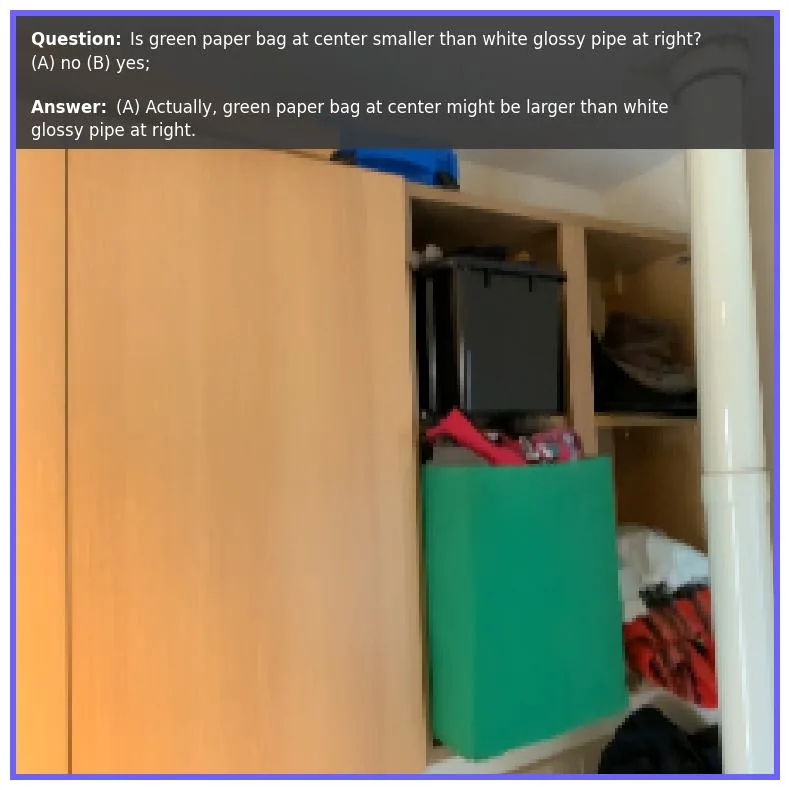 Question: Is green paper bag at center smaller than white glossy pipe at right?
(A) no (B) yes;
Answer: (A) Actually, green paper bag at center might be larger than white
glossy pipe at right.